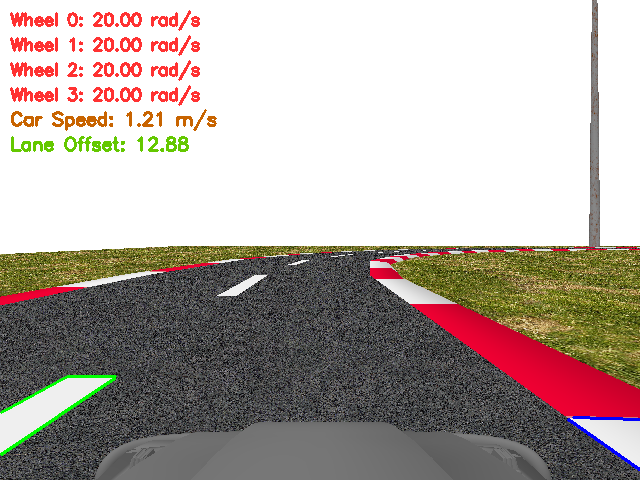 Wheel 0: 20.00 rad/s
Wheel 1: 20.00 rad/s
Wheel 2: 20.00 rad/s
Wheel 3: 20.00 rad/s
Car Speed: 1.21 m/s
Lane Offset: 12.88